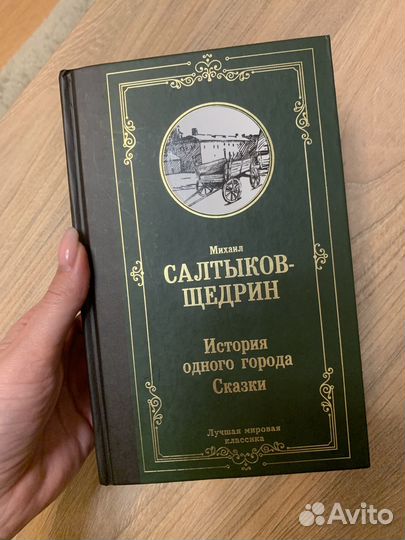 Михаил
САЛТЫКОВ-
ЩЕДРИН
История
одного города
Сказки
Лучшая мировая
классика
Avito